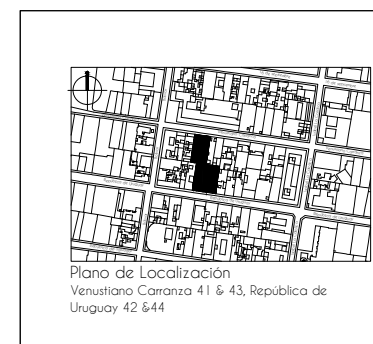 Plano de Localización
Venustiano Carranza 41 & 43, República de
Uruguay 42 &44